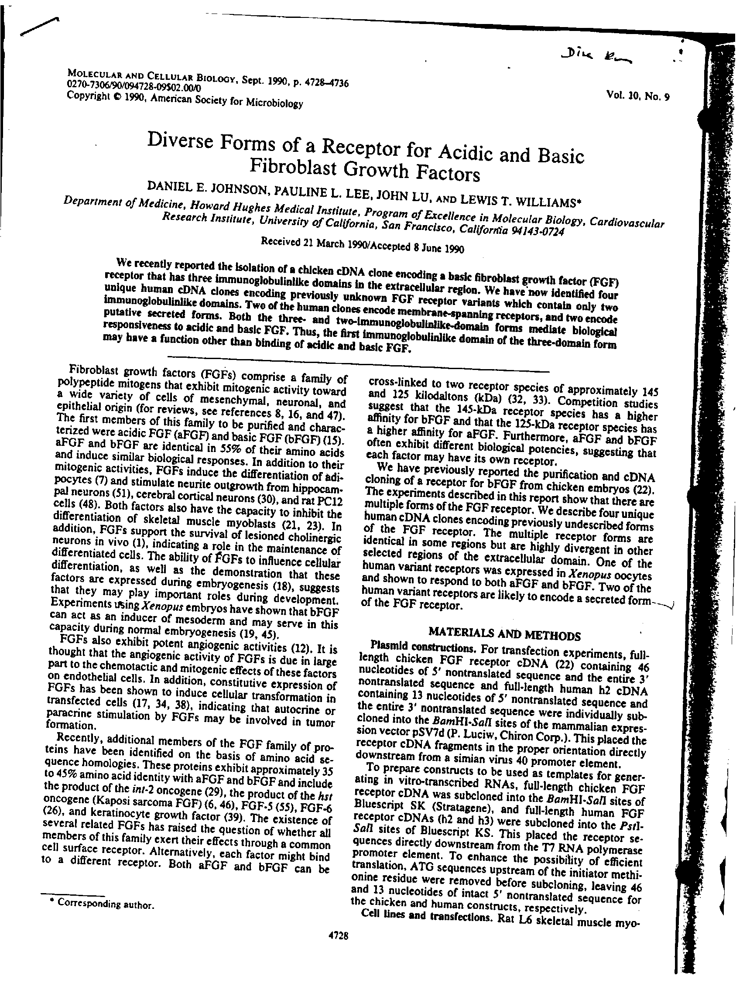 MOLECULAR AND CELLULAR BIOLOGY, Sept. 1990, p. 4728–4736
0270-7306/90/094728-09$02.00/0
Copyright © 1990, American Society for Microbiology
Vol. 10, No. 9
Diverse Forms of a Receptor for Acidic and Basic
Fibroblast Growth Factors
DANIEL E. JOHNSON, PAULINE L. LEE, JOHN LU, AND LEWIS T. WILLIAMS*
Department of Medicine, Howard Hughes Medical Institute, Program of Excellence in Molecular Biology, Cardiovascular
Research Institute, University of California, San Francisco, California 94143-0724
Received 21 March 1990/Accepted 8 June 1990
We recently reported the isolation of a chicken cDNA clone encoding a basic fibroblast growth factor (FGF)
receptor that has three immunoglobulinlike domains in the extracellular region. We have now identified four
unique human cDNA clones encoding previously unknown FGF receptor variants which contain only two
immunoglobulinlike domains. Two of the human clones encode membrane-spanning receptors, and two encode
putative secreted forms. Both the three- and two-immunoglobulinlike-domain forms mediate biological
responsiveness to acidic and basic FGF. Thus, the first immunoglobulinlike domain of the three-domain form
may have a function other than binding of acidic and basic FGF.
Fibroblast growth factors (FGFs) comprise a family of
polypeptide mitogens that exhibit mitogenic activity toward
a wide variety of cells of mesenchymal, neuronal, and
epithelial origin (for reviews, see references 8, 16, and 47).
The first members of this family to be purified and charac-
terized were acidic FGF (aFGF) and basic FGF (bFGF) (15).
aFGF and bFGF are identical in 55% of their amino acids
and induce similar biological responses. In addition to their
mitogenic activities, FGFs induce the differentiation of adi-
pocytes (7) and stimulate neurite outgrowth from hippocam-
pal neurons (51), cerebral cortical neurons (30), and rat PC12
cells (48). Both factors also have the capacity to inhibit the
differentiation of skeletal muscle myoblasts (21, 23). In
addition, FGFs support the survival of lesioned cholinergic
neurons in vivo (1), indicating a role in the maintenance of
differentiated cells. The ability of FGFs to influence cellular
differentiation, as well as the demonstration that these
factors are expressed during embryogenesis (18), suggests
that they may play important roles during development.
Experiments using Xenopus embryos have shown that bFGF
can act as an inducer of mesoderm and may serve in this
capacity during normal embryogenesis (19, 45).
FGFs also exhibit potent angiogenic activities (12). It is
thought that the angiogenic activity of FGFs is due in large
part to the chemotactic and mitogenic effects of these factors
on endothelial cells. In addition, constitutive expression of
FGFs has been shown to induce cellular transformation in
transfected cells (17, 34, 38), indicating that autocrine or
paracrine stimulation by FGFs may be involved in tumor
formation.
Recently, additional members of the FGF family of pro-
teins have been identified on the basis of amino acid se-
quence homologies. These proteins exhibit approximately 35
to 45% amino acid identity with aFGF and bFGF and include
the product of the int-2 oncogene (29), the product of the hst
oncogene (Kaposi sarcoma FGF) (6, 46), FGF-5 (55), FGF-6
(26), and keratinocyte growth factor (39). The existence of
several related FGFs has raised the question of whether all
members of this family exert their effects through a common
cell surface receptor. Alternatively, each factor might bind
to a different receptor. Both aFGF and bFGF can be
* Corresponding author.
cross-linked to two receptor species of approximately 145
and 125 kilodaltons (kDa) (32, 33). Competition studies
suggest that the 145-kDa receptor species has a higher
affinity for bFGF and that the 125-kDa receptor species has
a higher affinity for aFGF. Furthermore, aFGF and bFGF
often exhibit different biological potencies, suggesting that
each factor may have its own receptor.
We have previously reported the purification and cDNA
cloning of a receptor for bFGF from chicken embryos (22).
The experiments described in this report show that there are
multiple forms of the FGF receptor. We describe four unique
human cDNA clones encoding previously undescribed forms
of the FGF receptor. The multiple receptor forms are
identical in some regions but are highly divergent in other
selected regions of the extracellular domain. One of the
human variant receptors was expressed in Xenopus oocytes
and shown to respond to both aFGF and bFGF. Two of the
human variant receptors are likely to encode a secreted form
of the FGF receptor.
MATERIALS AND METHODS
Plasmid constructions. For transfection experiments, full-
length chicken FGF receptor cDNA (22) containing 46
nucleotides of 5' nontranslated sequence and the entire 3'
nontranslated sequence and full-length human h2 cDNA
containing 13 nucleotides of 5' nontranslated sequence and
the entire 3' nontranslated sequence were individually sub-
cloned into the BamHI-SalI sites of the mammalian expres-
sion vector pSV7d (P. Luciw, Chiron Corp.). This placed the
receptor cDNA fragments in the proper orientation directly
downstream from a simian virus 40 promoter element.
To prepare constructs to be used as templates for gener-
ating in vitro-transcribed RNAs, full-length chicken FGF
receptor cDNA was subcloned into the BamHI-SalI sites of
Bluescript SK (Stratagene), and full-length human FGF
receptor cDNAs (h2 and h3) were subcloned into the PstI-
SalI sites of Bluescript KS. This placed the receptor se-
quences directly downstream from the T7 RNA polymerase
promoter element. To enhance the possibility of efficient
translation, ATG sequences upstream of the initiator methi-
onine residue were removed before subcloning, leaving 46
and 13 nucleotides of intact 5' nontranslated sequence for
the chicken and human constructs, respectively.
Cell lines and transfections. Rat L6 skeletal muscle myo-
4728